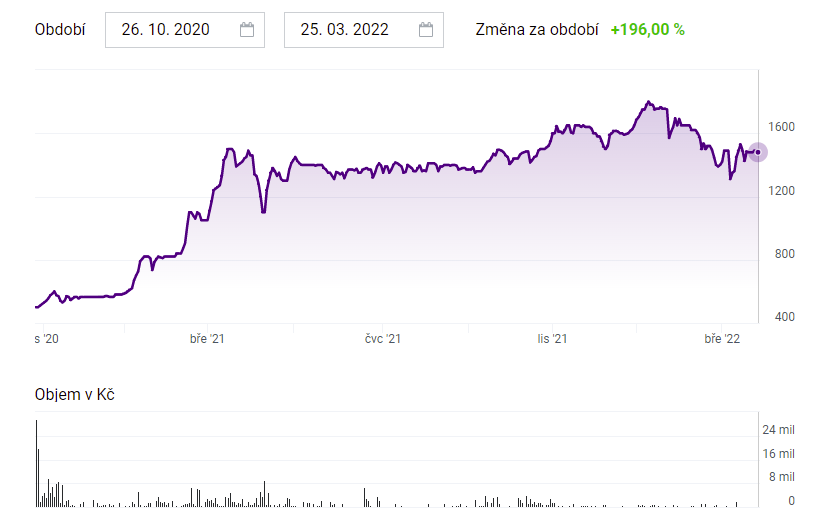 Období 26. 10. 2020 25. 03. 2022 Změna za období +196,00 %
1600
1200
800
400
s '20 bře '21 čvc '21 lis '21 bře '22
Objem v Kč
24 mil
16 mil
8 mil
0